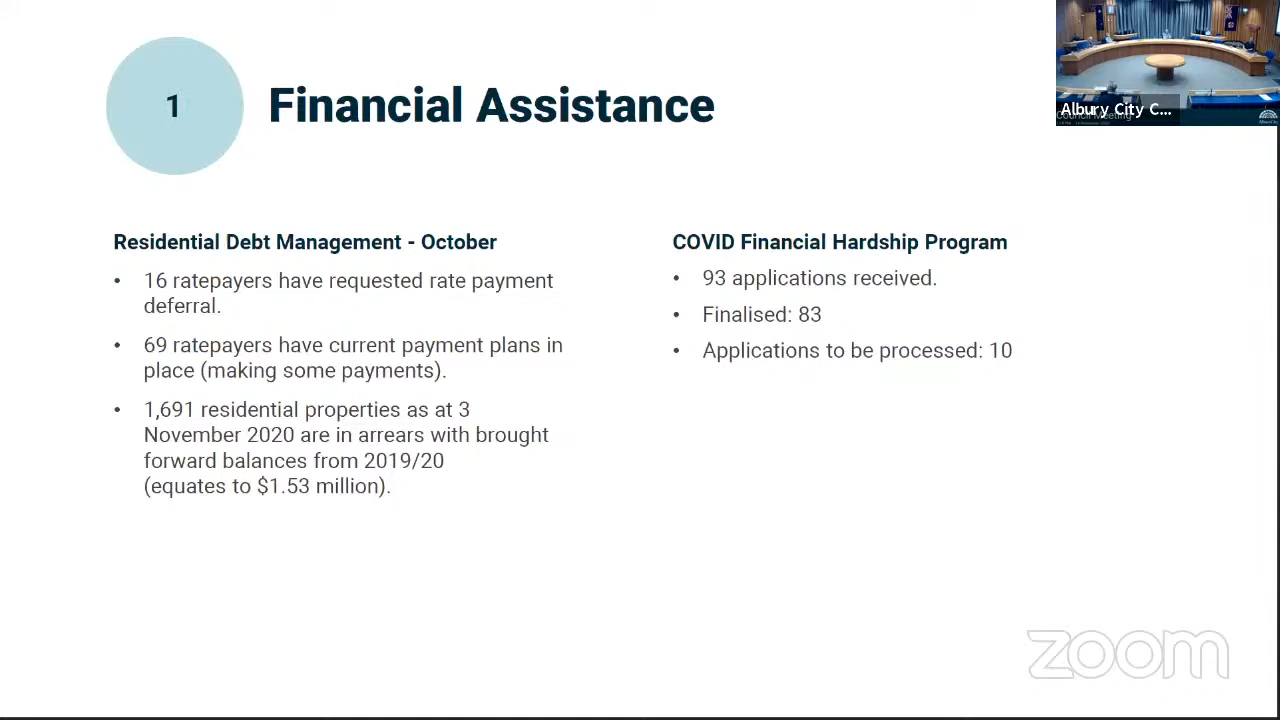 1
Financial Assistance
Albury City C...
Council Meeting
Residential Debt Management - October
• 16 ratepayers have requested rate payment
deferral.
• 69 ratepayers have current payment plans in
place (making some payments).
• 1,691 residential properties as at 3
November 2020 are in arrears with brought
forward balances from 2019/20
(equates to $1.53 million).
COVID Financial Hardship Program
• 93 applications received.
• Finalised: 83
• Applications to be processed: 10
zoom